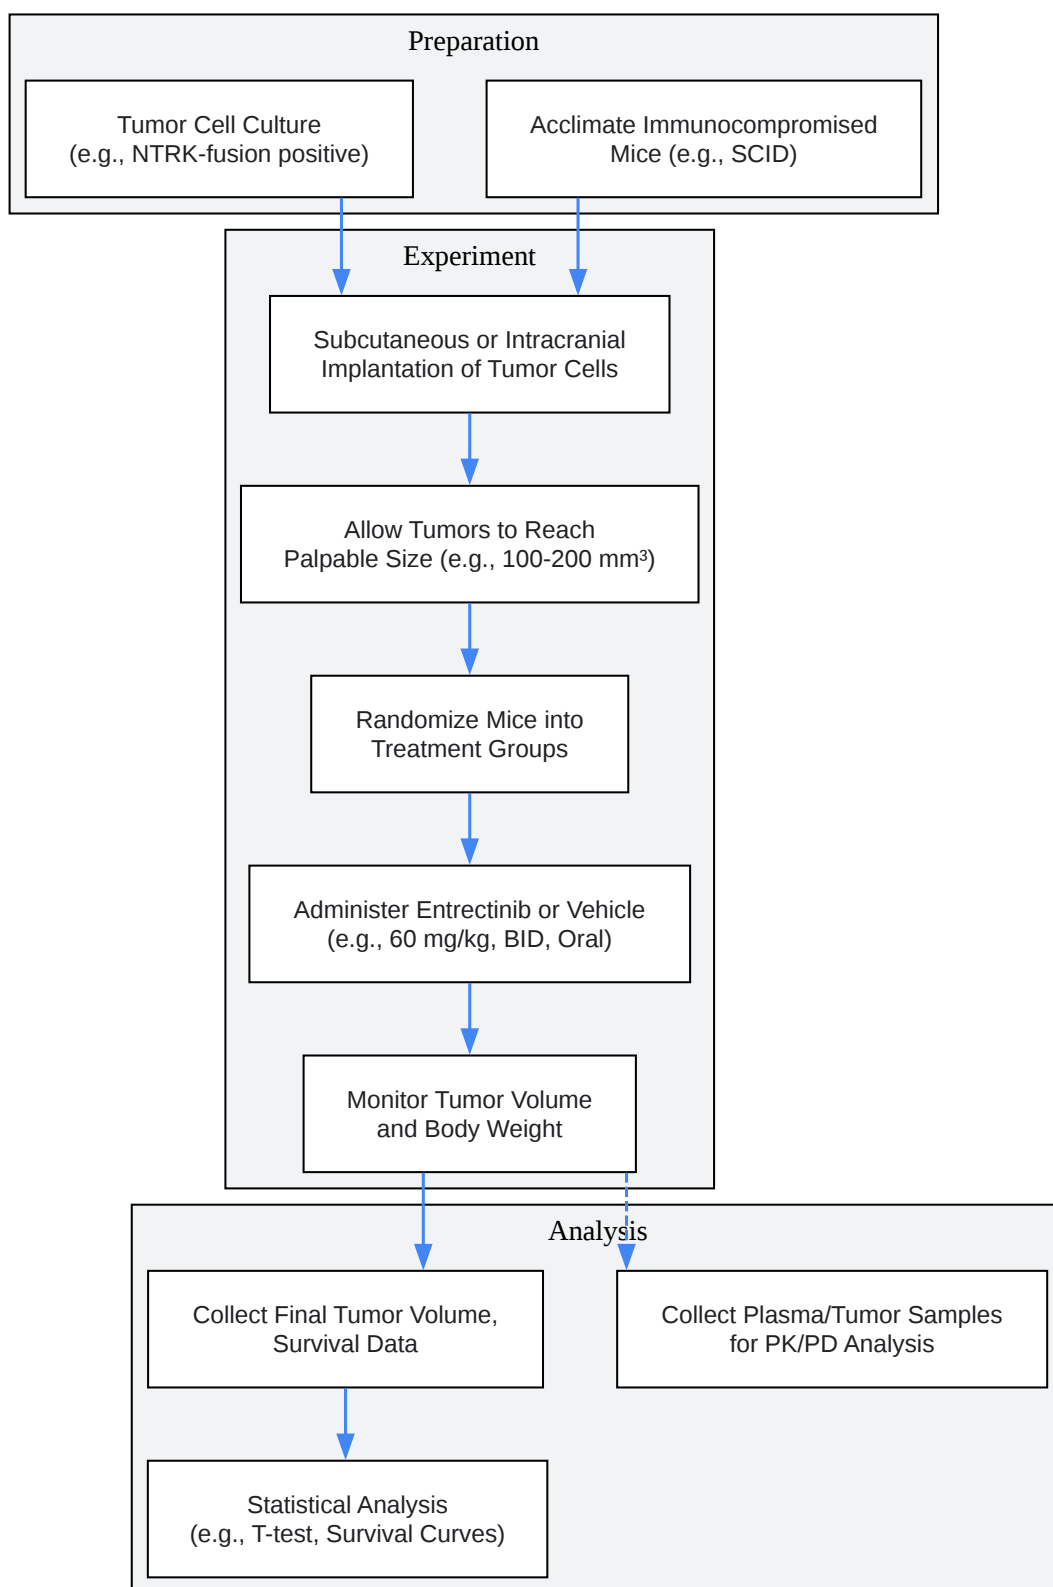 Preparation
Tumor Cell Culture
(e.g., NTRK-fusion positive)
Acclimate Immunocompromised
Mice (e.g., SCID)
Experiment
Subcutaneous or Intracranial
Implantation of Tumor Cells
Allow Tumors to Reach
Palpable Size (e.g., 100-200 mm³)
Randomize Mice into
Treatment Groups
Administer Entrectinib or Vehicle
(e.g., 60 mg/kg, BID, Oral)
Monitor Tumor Volume
and Body Weight
Analysis
Collect Final Tumor Volume,
Survival Data
Collect Plasma/Tumor Samples
for PK/PD Analysis
Statistical Analysis
(e.g., T-test, Survival Curves)